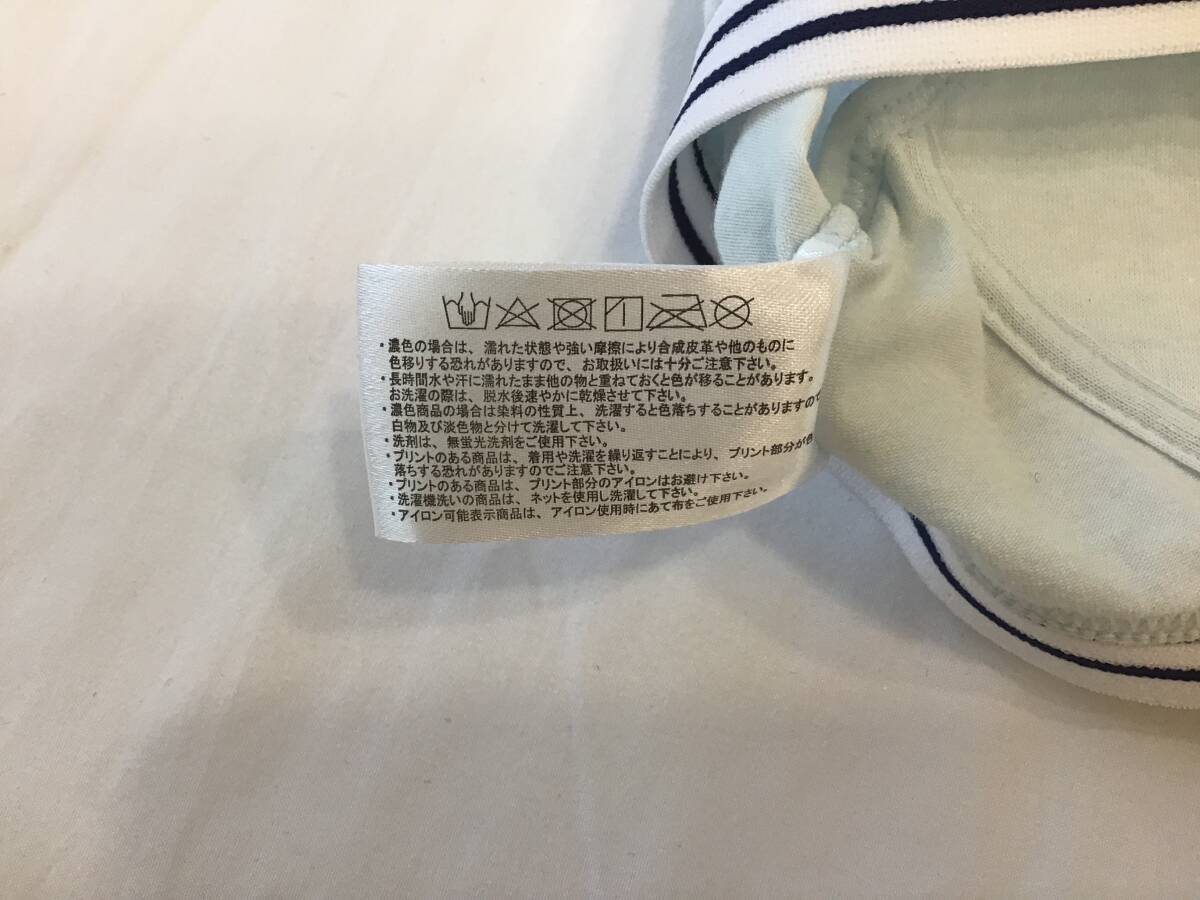 ・濃色の場合は、濡れた状態や強い摩擦により合成皮革や他のものに
色移りする恐れがありますので、お取扱いには十分ご注意下さい。
・長時間水や汗に濡れたまま他の物と重ねておくと色が移ることがあります。
お洗濯の際は、脱水後速やかに乾燥させて下さい。
・濃色商品の場合は染料の性質上、洗濯すると色落ちすることがありますので
白物及び淡色物と分けて洗濯して下さい。
・洗剤は、無蛍光洗剤をご使用下さい。
・プリントのある商品は、着用や洗濯を繰り返すことにより、プリント部分が色
落ちする恐れがありますのでご注意下さい。
・プリントのある商品は、プリント部分のアイロンはお避け下さい。
・洗濯機洗いの商品は、ネットを使用し洗濯して下さい。
・アイロン可能表示商品は、アイロン使用時にあて布をご使用下さい。